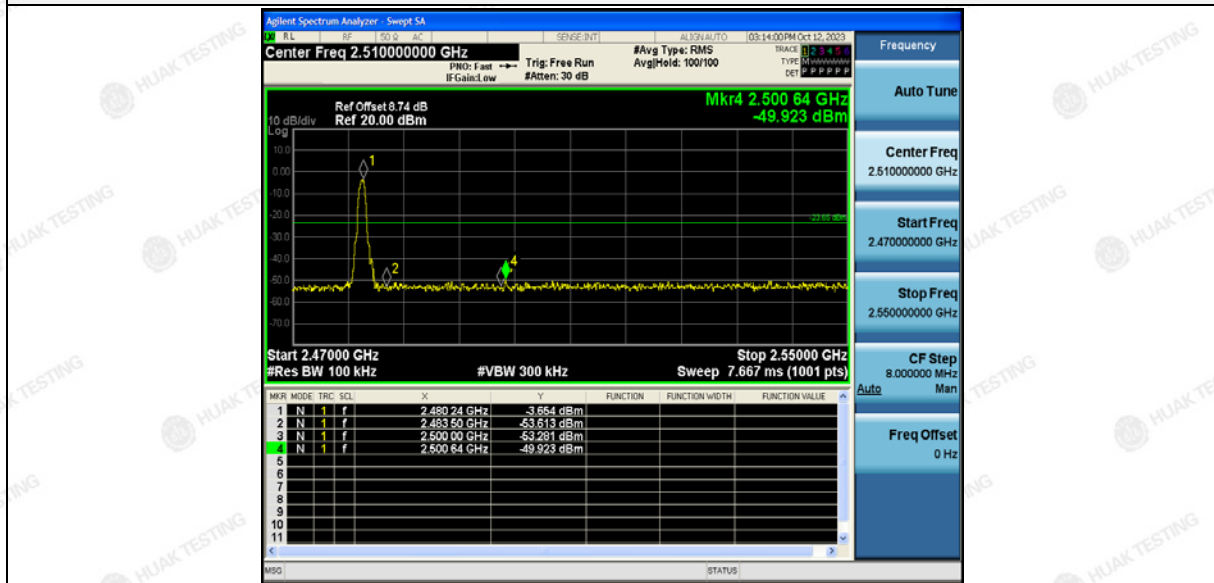 Agilent Spectrum Analyzer - Swept SA
RL RF 50 Ω AC SENSE:INT ALIGN AUTO 03:14:00 PM Oct 12, 2023
Center Freq 2.510000000 GHz
PNO: Fast
IFGain:Low
Trig: Free Run
#Atten: 30 dB
#Avg Type: RMS
Avg|Hold: 100/100
TRACE 1 2 3 4 5 6
TYPE M
DET P P P P P P
Ref Offset 8.74 dB
10 dB/div Ref 20.00 dBm
Log
Mkr4 2.500 64 GHz
-49.923 dBm
10.0
0.00
-10.0
-20.0
-30.0
-40.0
-50.0
-60.0
-70.0
1
2
4
Start 2.47000 GHz Stop 2.55000 GHz
#Res BW 100 kHz #VBW 300 kHz Sweep 7.667 ms (1001 pts)
MKR MODE TRC SCL X Y FUNCTION FUNCTION WIDTH FUNCTION VALUE
1 N 1 f 2.480 24 GHz -3.654 dBm
2 N 1 f 2.483 50 GHz -53.613 dBm
3 N 1 f 2.500 00 GHz -53.281 dBm
4 N 1 f 2.500 64 GHz -49.923 dBm
5
6
7
8
9
10
11
MSG STATUS
Frequency
Auto Tune
Center Freq
2.510000000 GHz
Start Freq
2.470000000 GHz
Stop Freq
2.550000000 GHz
CF Step
8.000000 MHz
Auto Man
Freq Offset
0 Hz
HUAK TESTING
HUAK TESTING
HUAK TESTING
HUAK TESTING